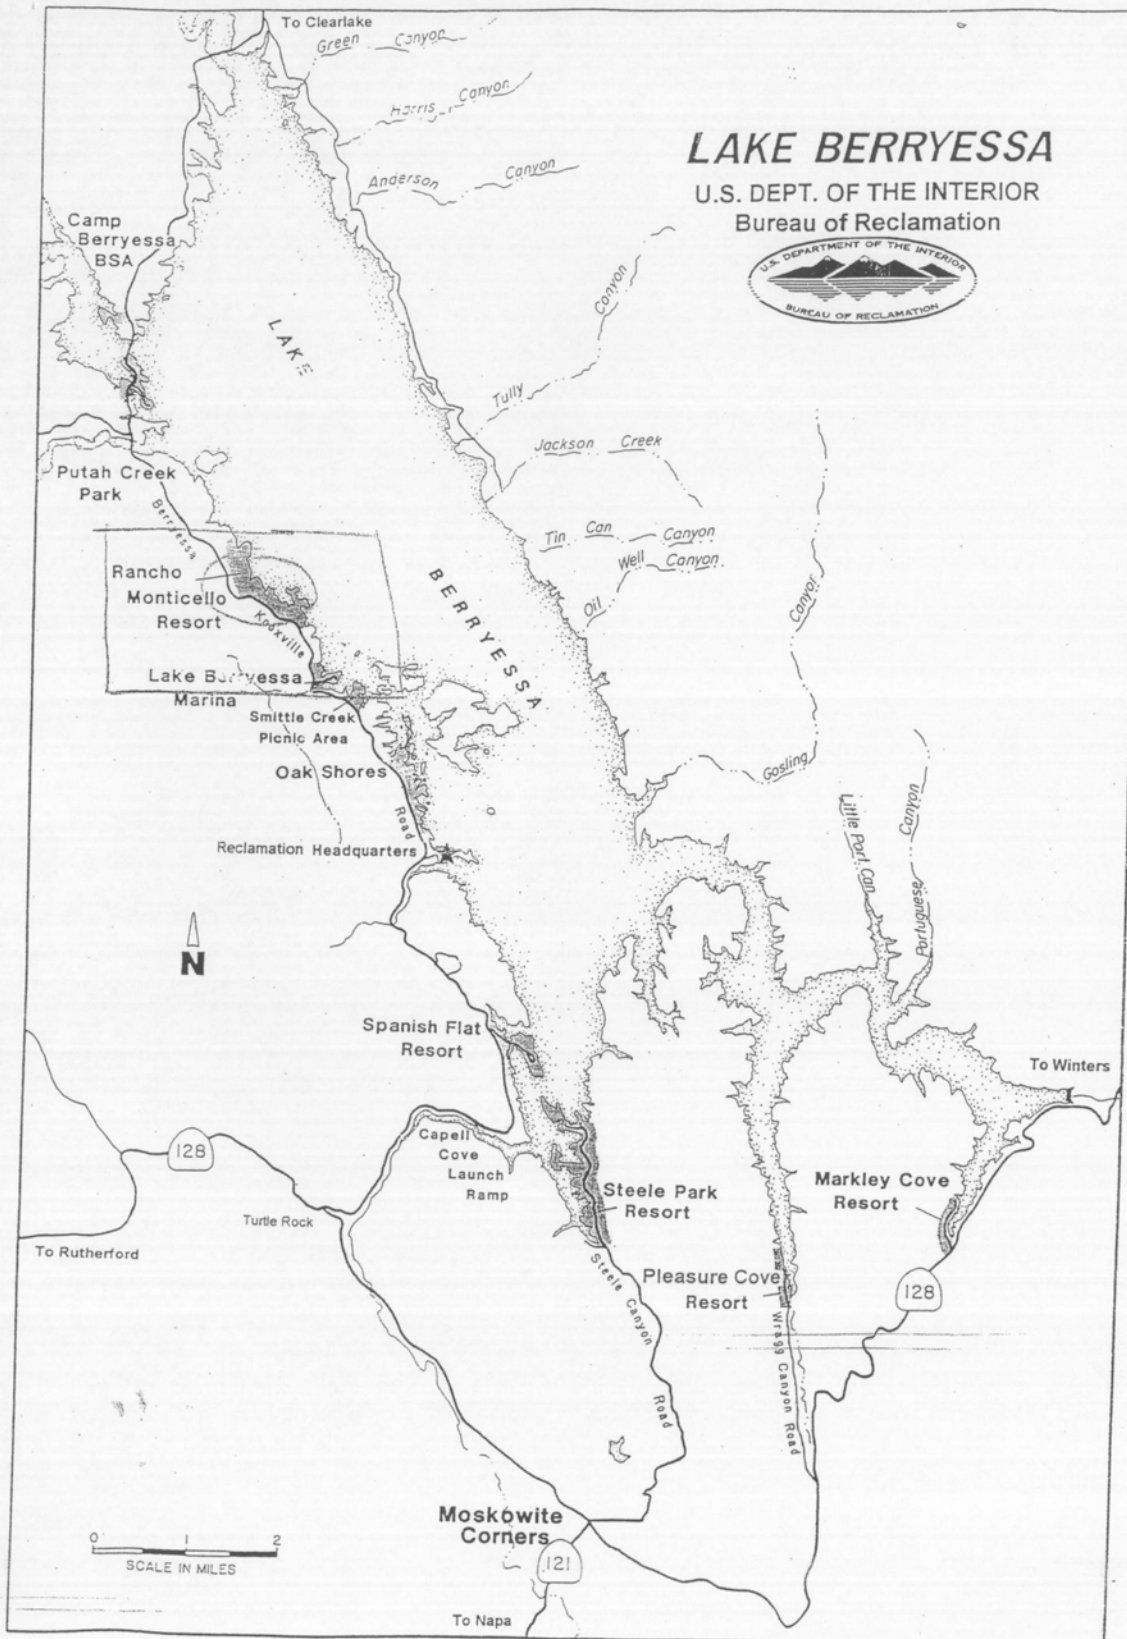 To Clearlake
Green Canyon
Harris Canyon
Anderson Canyon
LAKE BERRYESSA
U.S. DEPT. OF THE INTERIOR
Bureau of Reclamation
U.S. DEPARTMENT OF THE INTERIOR
BUREAU OF RECLAMATION
Camp
Berryessa
BSA
LAKE
BERRYESSA
Tully Canyon
Jackson Creek
Tin Can Canyon
Oil Well Canyon
Putah Creek
Park
Berryessa
Knoxville
Road
Rancho
Monticello
Resort
Lake Berryessa
Marina
Smittle Creek
Picnic Area
Oak Shores
Reclamation Headquarters
Gosling Canyon
Little Port Can
Portuguese Canyon
N
Spanish Flat
Resort
To Winters
128
Capell
Cove
Launch
Ramp
Turtle Rock
To Rutherford
Steele Park
Resort
Markley Cove
Resort
Pleasure Cove
Resort
128
Steele Canyon Road
Wragg Canyon Road
Moskowite
Corners
121
To Napa
0 1 2
SCALE IN MILES